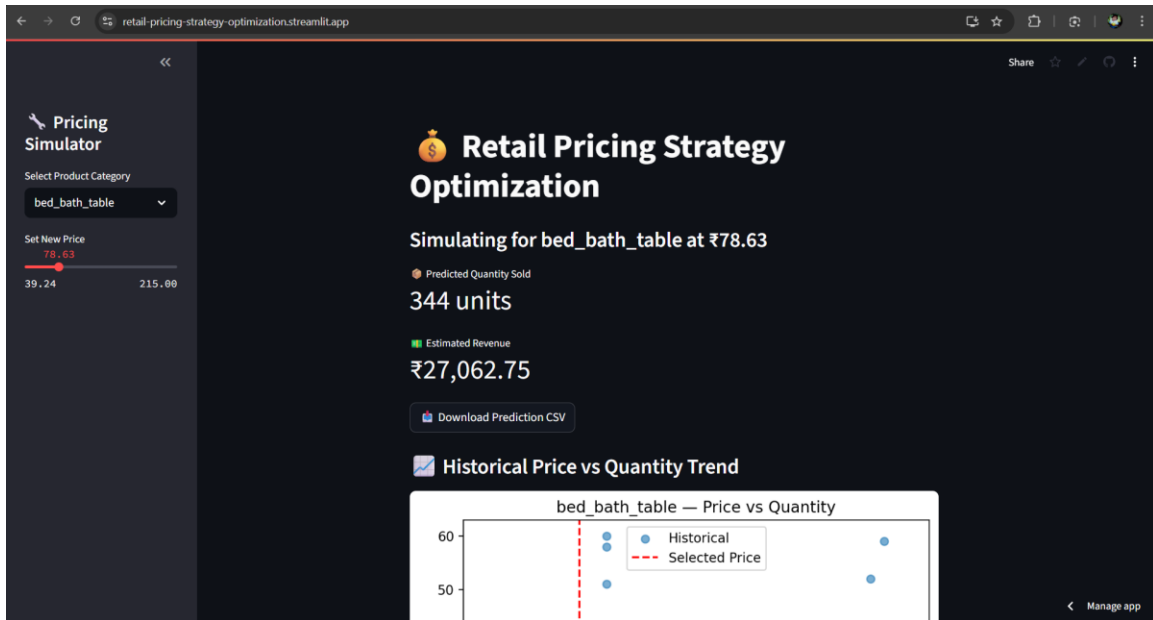 retail-pricing-strategy-optimization.streamlit.app
Share
Pricing
Simulator
Select Product Category
bed_bath_table
Set New Price
78.63
39.24 215.00
Retail Pricing Strategy
Optimization
Simulating for bed_bath_table at ₹78.63
Predicted Quantity Sold
344 units
Estimated Revenue
₹27,062.75
Download Prediction CSV
Historical Price vs Quantity Trend
bed_bath_table — Price vs Quantity
60
Historical
Selected Price
50
Manage app